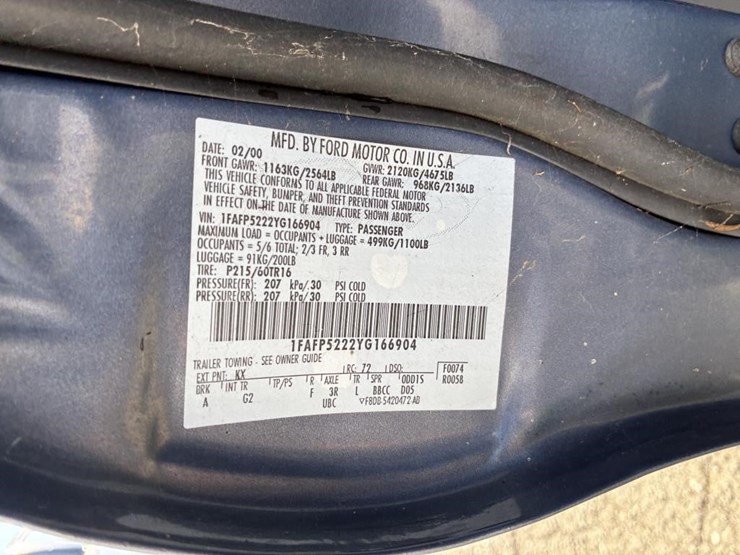 MFD. BY FORD MOTOR CO. IN U.S.A.
DATE: 02/00 GVWR: 2120KG/4675LB
FRONT GAWR: 1163KG/2564LB REAR GAWR: 968KG/2136LB
THIS VEHICLE CONFORMS TO ALL APPLICABLE FEDERAL MOTOR
VEHICLE SAFETY, BUMPER, AND THEFT PREVENTION STANDARDS
IN EFFECT ON THE DATE OF MANUFACTURE SHOWN ABOVE.
VIN: 1FAFP5222YG166904 TYPE: PASSENGER
MAXIMUM LOAD = OCCUPANTS + LUGGAGE = 499KG/1100LB
OCCUPANTS = 5/6 TOTAL: 2/3 FR, 3 RR
LUGGAGE = 91KG/200LB
TIRE: P215/60TR16
PRESSURE(FR): 207 kPa/30 PSI COLD
PRESSURE(RR): 207 kPa/30 PSI COLD
1FAFP5222YG166904
TRAILER TOWING - SEE OWNER GUIDE
EXT PNT: KX RC: 72 DSO: F0074
BRK INT TR TP/PS R AXLE TR SPR ODD1S R0058
A G2 F 3R L BBCC D05
UBC ▽F8DB-5420472-AB